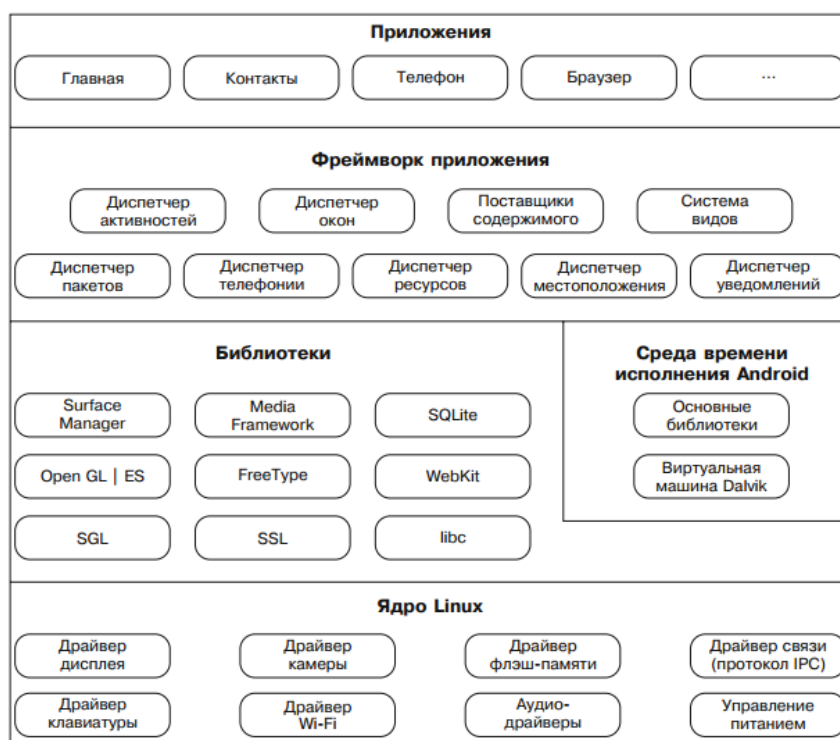 Приложения
Главная
Контакты
Телефон
Браузер
...
Фреймворк приложения
Диспетчер
активностей
Диспетчер
окон
Поставщики
содержимого
Система
видов
Диспетчер
пакетов
Диспетчер
телефонии
Диспетчер
ресурсов
Диспетчер
местоположения
Диспетчер
уведомлений
Библиотеки
Surface
Manager
Media
Framework
SQLite
Open GL | ES
FreeType
WebKit
SGL
SSL
libc
Среда времени
исполнения Android
Основные
библиотеки
Виртуальная
машина Dalvik
Ядро Linux
Драйвер
дисплея
Драйвер
камеры
Драйвер
флэш-памяти
Драйвер связи
(протокол IPC)
Драйвер
клавиатуры
Драйвер
Wi-Fi
Аудио-
драйверы
Управление
питанием